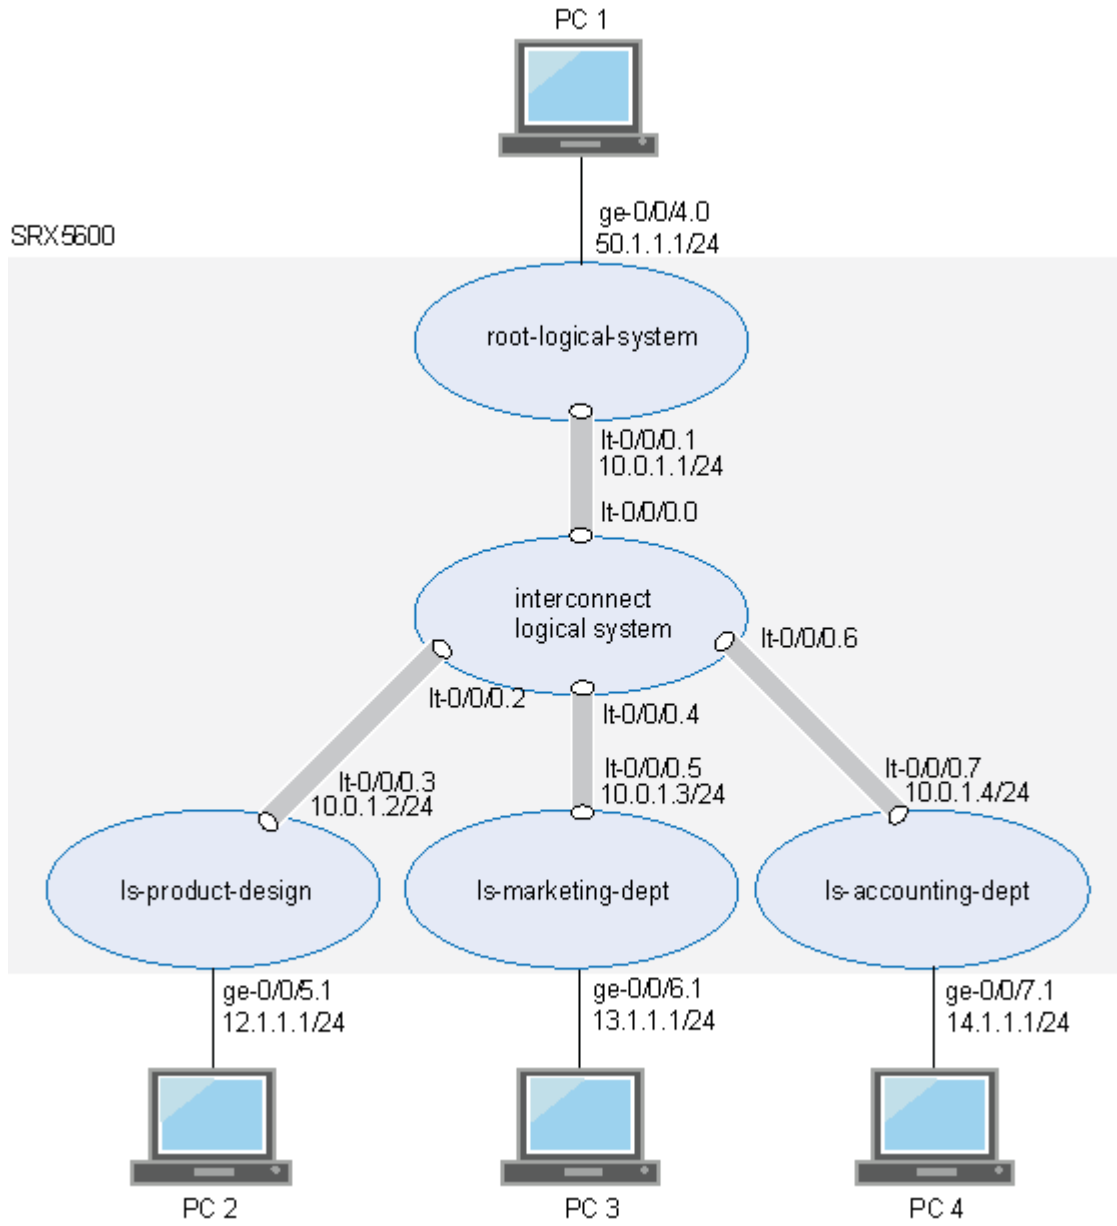 PC 1
ge-0/0/4.0
50.1.1.1/24
SRX5600
root-logical-system
lt-0/0/0.1
10.0.1.1/24
lt-0/0/0.0
interconnect
logical system
lt-0/0/0.6
lt-0/0/0.2
lt-0/0/0.4
lt-0/0/0.3
10.0.1.2/24
lt-0/0/0.5
10.0.1.3/24
lt-0/0/0.7
10.0.1.4/24
ls-product-design
ls-marketing-dept
ls-accounting-dept
ge-0/0/5.1
12.1.1.1/24
ge-0/0/6.1
13.1.1.1/24
ge-0/0/7.1
14.1.1.1/24
PC 2
PC 3
PC 4